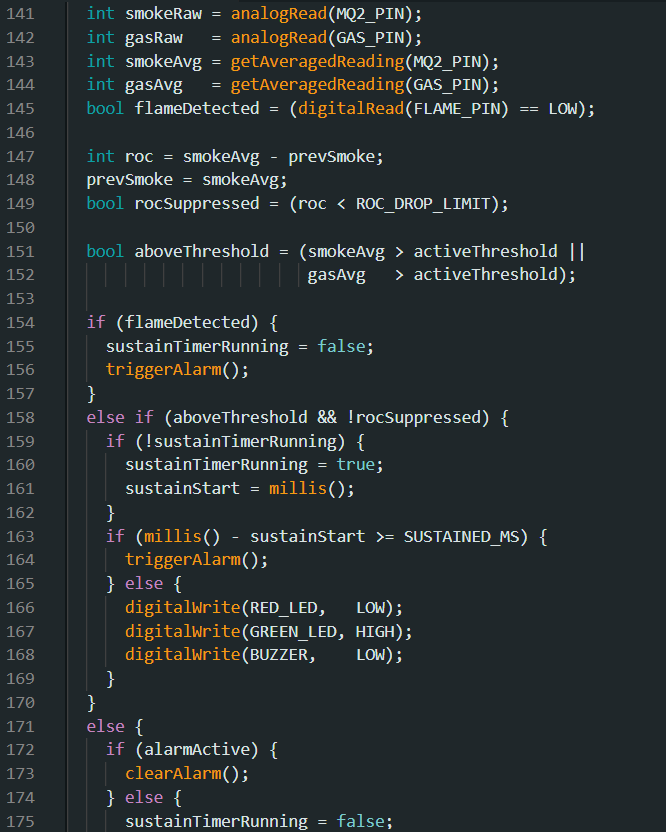 141 int smokeRaw = analogRead(MQ2_PIN);
142 int gasRaw   = analogRead(GAS_PIN);
143 int smokeAvg = getAveragedReading(MQ2_PIN);
144 int gasAvg   = getAveragedReading(GAS_PIN);
145 bool flameDetected = (digitalRead(FLAME_PIN) == LOW);
146
147 int roc = smokeAvg - prevSmoke;
148 prevSmoke = smokeAvg;
149 bool rocSuppressed = (roc < ROC_DROP_LIMIT);
150
151 bool aboveThreshold = (smokeAvg > activeThreshold ||
152                        gasAvg   > activeThreshold);
153
154 if (flameDetected) {
155   sustainTimerRunning = false;
156   triggerAlarm();
157 }
158 else if (aboveThreshold && !rocSuppressed) {
159   if (!sustainTimerRunning) {
160     sustainTimerRunning = true;
161     sustainStart = millis();
162   }
163   if (millis() - sustainStart >= SUSTAINED_MS) {
164     triggerAlarm();
165   } else {
166     digitalWrite(RED_LED,   LOW);
167     digitalWrite(GREEN_LED, HIGH);
168     digitalWrite(BUZZER,    LOW);
169   }
170 }
171 else {
172   if (alarmActive) {
173     clearAlarm();
174   } else {
175     sustainTimerRunning = false;